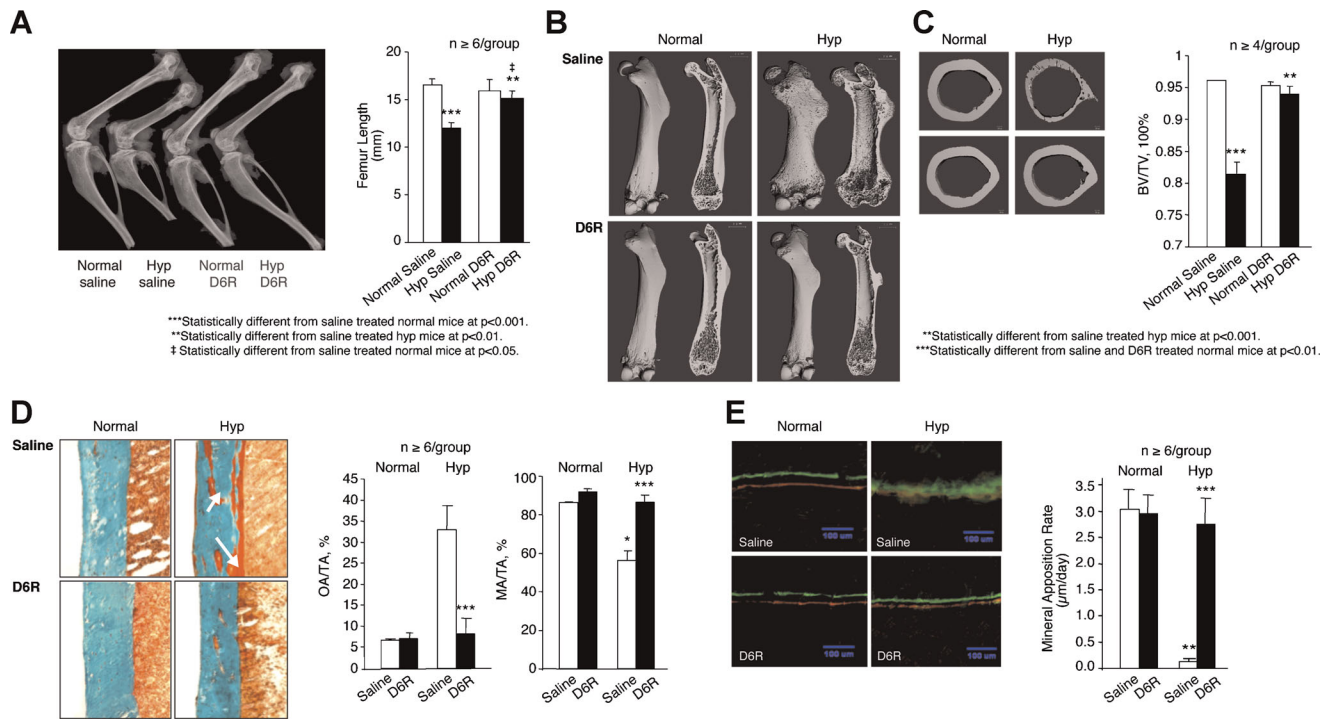 A
n ≥ 6/group
20
15
10
5
0
Femur Length
(mm)
***
‡
**
Normal Saline
Hyp Saline
Normal D6R
Hyp D6R
Normal
saline
Hyp
saline
Normal
D6R
Hyp
D6R
***Statistically different from saline treated normal mice at p<0.001.
**Statistically different from saline treated hyp mice at p<0.01.
‡ Statistically different from saline treated normal mice at p<0.05.
B
Normal
Hyp
Saline
D6R
C
Normal
Hyp
n ≥ 4/group
1
0.95
0.90
0.85
0.8
0.75
0.7
BV/TV, 100%
***
**
Normal Saline
Hyp Saline
Normal D6R
Hyp D6R
**Statistically different from saline treated hyp mice at p<0.001.
***Statistically different from saline and D6R treated normal mice at p<0.01.
D
Normal
Hyp
Saline
D6R
n ≥ 6/group
Normal
Hyp
45
40
35
30
25
20
15
10
5
0
OA/TA, %
***
Saline
D6R
Saline
D6R
Normal
Hyp
100
80
60
40
20
0
MA/TA, %
*
***
Saline
D6R
Saline
D6R
E
Normal
Hyp
100 um
Saline
100 um
Saline
100 um
D6R
100 um
D6R
n ≥ 6/group
Normal
Hyp
3.5
3.0
2.5
2.0
1.5
1.0
0.5
0.0
Mineral Apposition Rate
(µm/day)
**
***
Saline
D6R
Saline
D6R